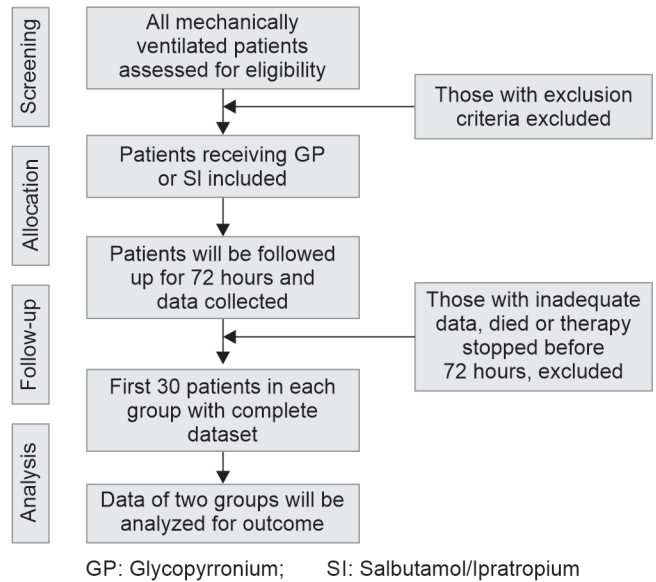 Screening
All mechanically
ventilated patients
assessed for eligibility
Those with exclusion
criteria excluded
Allocation
Patients receiving GP
or SI included
Patients will be followed
up for 72 hours and
data collected
Follow-up
Those with inadequate
data, died or therapy
stopped before
72 hours, excluded
First 30 patients in each
group with complete
dataset
Analysis
Data of two groups will be
analyzed for outcome
GP: Glycopyrronium; SI: Salbutamol/Ipratropium